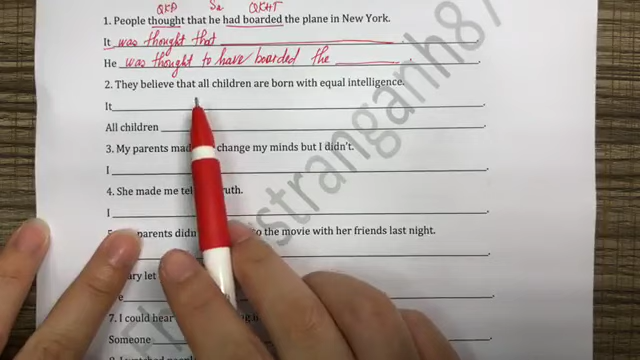 QKĐ S2 QKHT
1. People thought that he had boarded the plane in New York.
It was thought that
He was thought to have boarded the
2. They believe that all children are born with equal intelligence.
It
All children
3. My parents mad change my minds but I didn't.
I
4. She made me tel ruth.
I
parents didn to the movie with her friends last night.
ary let
e
7. I could hear
Someone
stranganh87